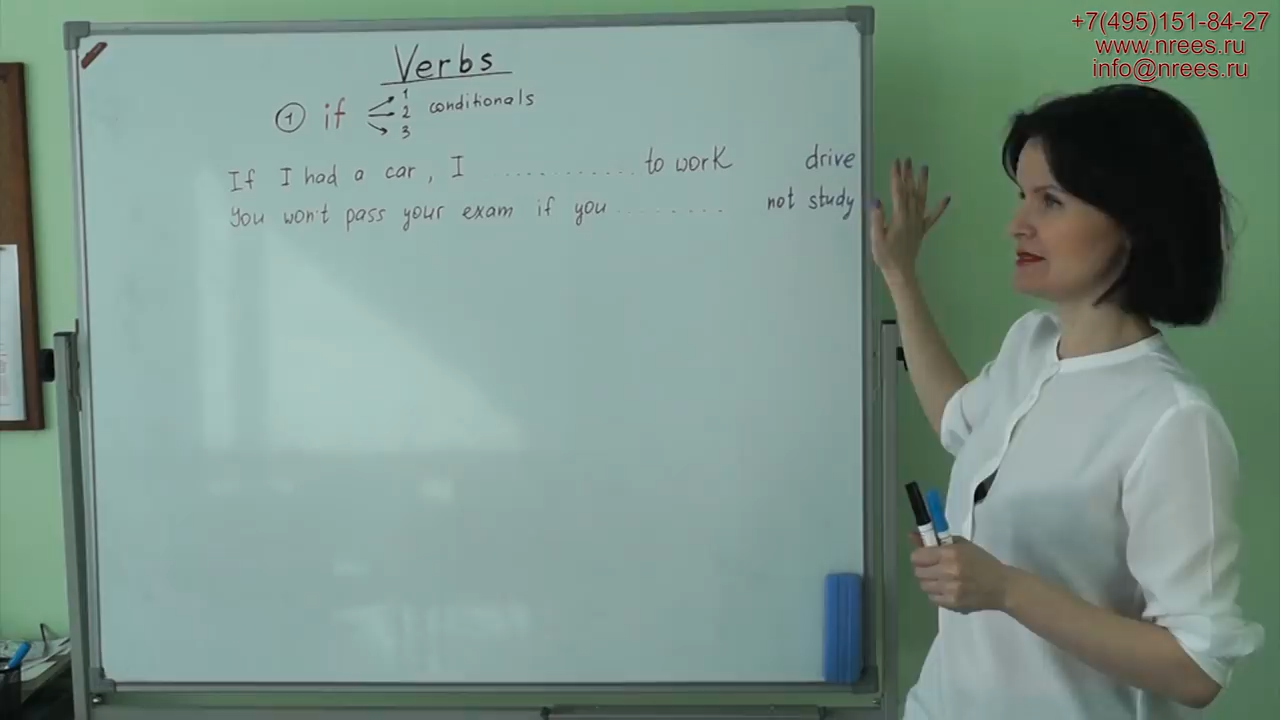 +7(495)151-84-27
www.nrees.ru
info@nrees.ru
Verbs
1 if 1 2 3 conditionals
If I had a car, I ........... to work drive
You won't pass your exam if you ........ not study